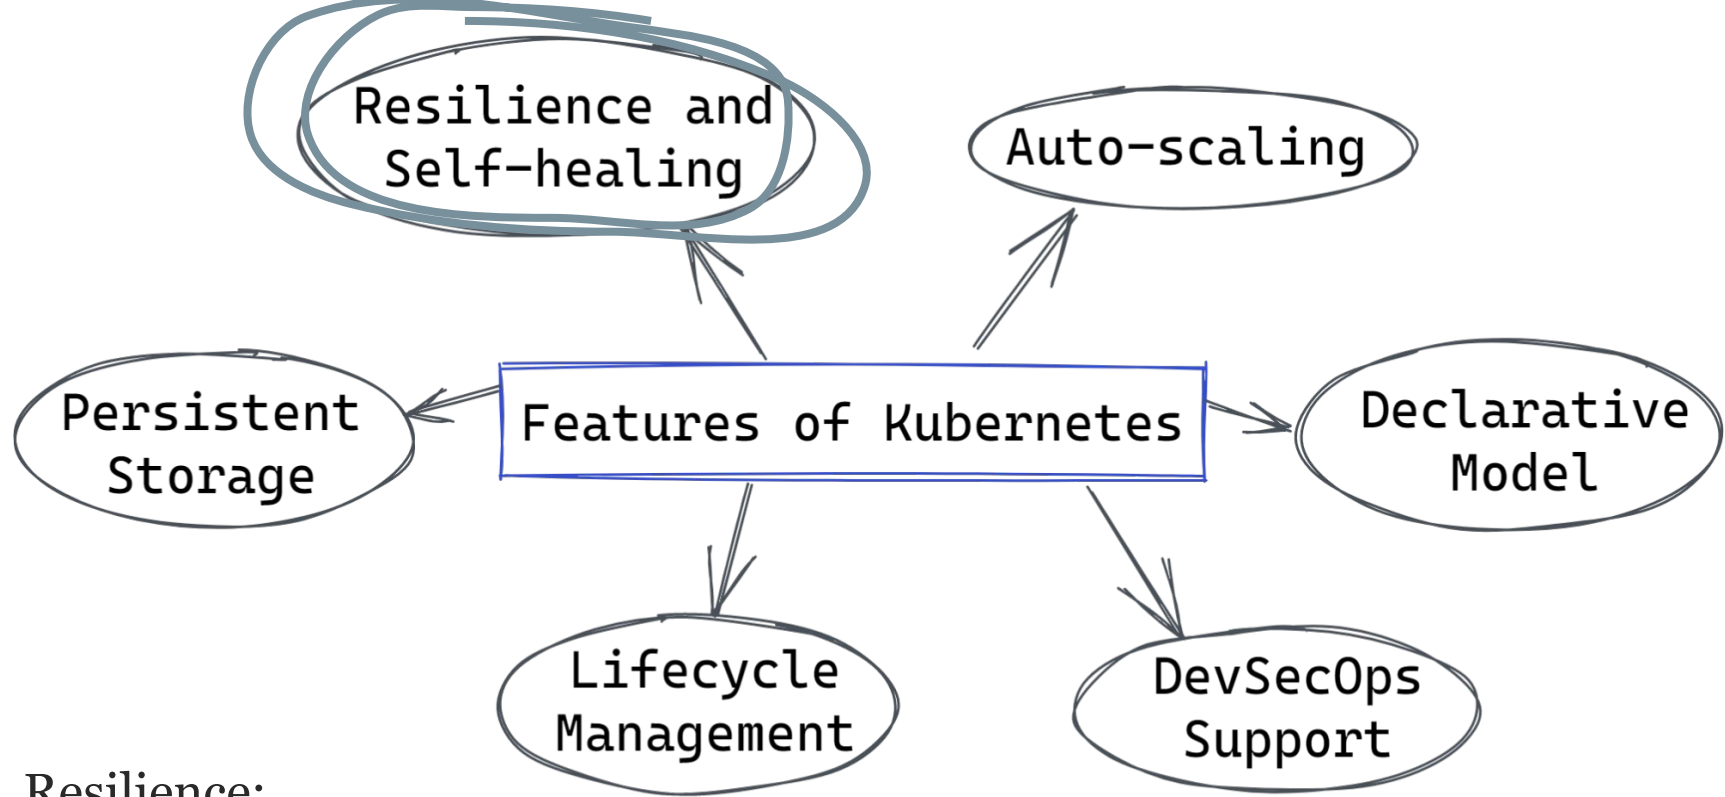 Resilience and
Self-healing
Auto-scaling
Persistent
Storage
Features of Kubernetes
Declarative
Model
Lifecycle
Management
DevSecOps
Support
Resilience: